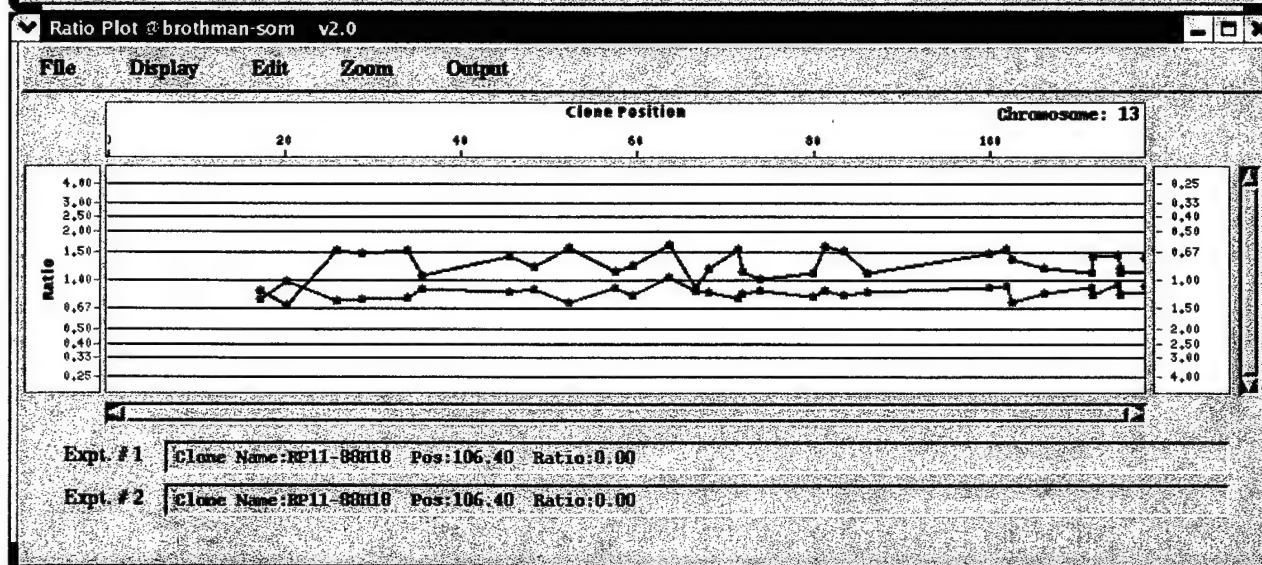 Ratio Plot @brothman-som v2.0
File Display Edit Zoom Output
Clone Position Chromosome: 13
0 20 40 60 80 100
Ratio
4.00 0.25
3.00 0.33
2.50 0.40
2.00 0.50
1.50 0.67
1.00 1.00
0.67 1.50
0.50 2.00
0.40 2.50
0.33 3.00
0.25 4.00
Expt. #1 Clone Name:RP11-88H18 Pos:106.40 Ratio:0.00
Expt. #2 Clone Name:RP11-88H18 Pos:106.40 Ratio:0.00